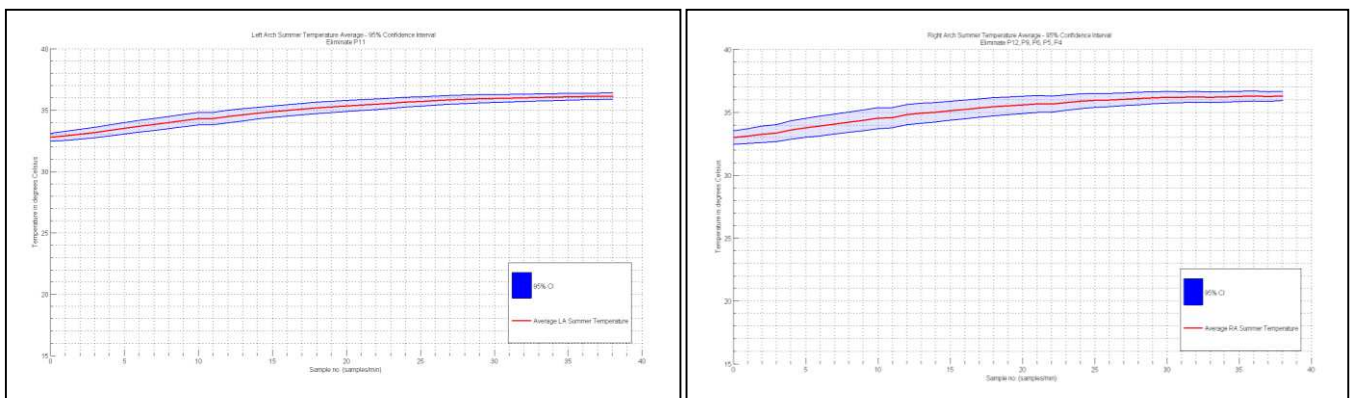 Left Arch Summer Temperature Average - 95% Confidence Interval
Eliminate P11
40
35
30
25
20
15
Temperature in degrees Celsius
0 5 10 15 20 25 30 35 40
Sample no. (samples/min)
95% CI
Average LA Summer Temperature
Right Arch Summer Temperature Average - 95% Confidence Interval
Eliminate P12, P9, P6, P5, P4
40
35
30
25
20
15
Temperature in degrees Celsius
0 5 10 15 20 25 30 35 40
Sample no. (samples/min)
95% CI
Average RA Summer Temperature